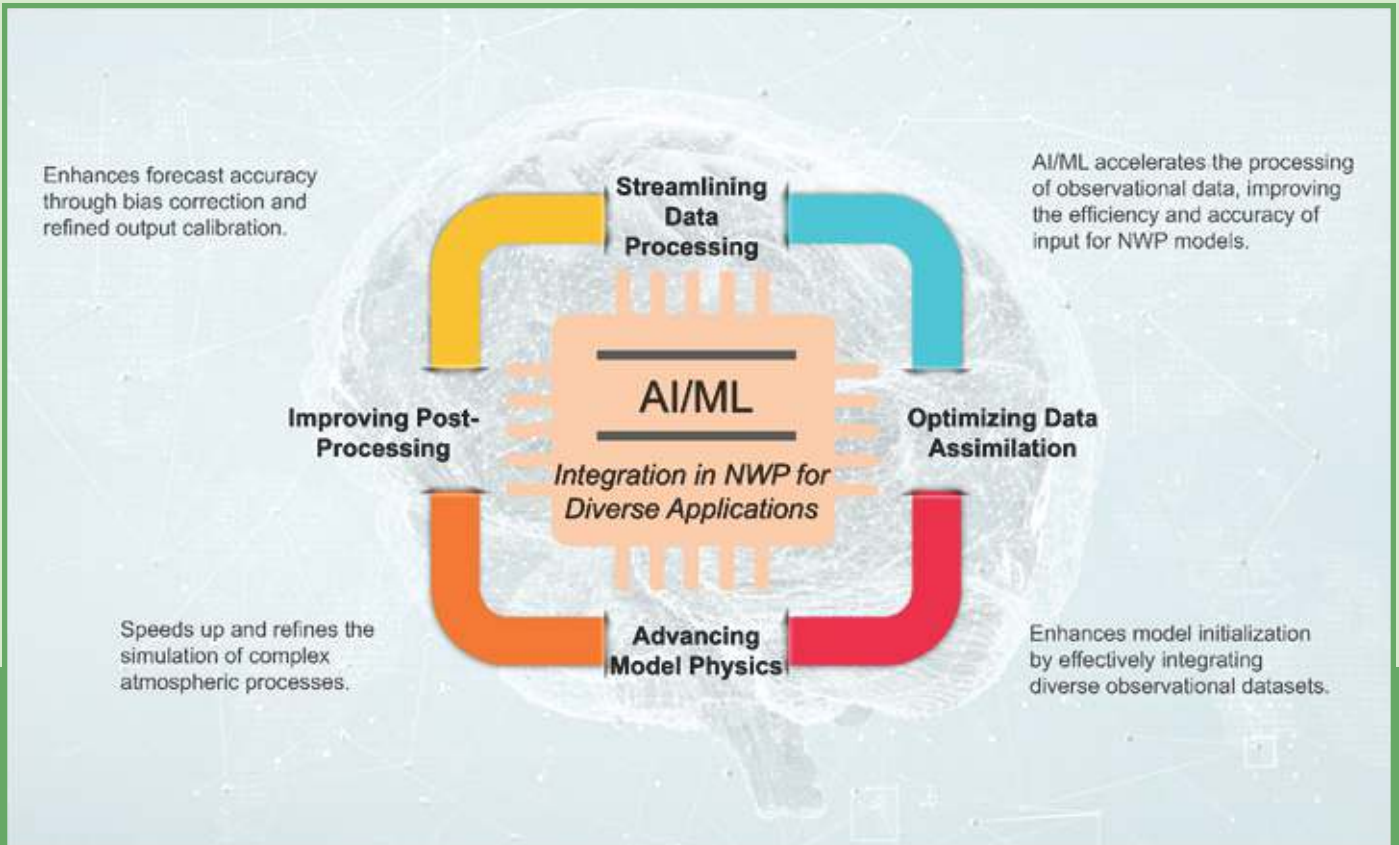 Enhances forecast accuracy
through bias correction and
refined output calibration.
Streamlining
Data
Processing
AI/ML accelerates the processing
of observational data, improving
the efficiency and accuracy of
input for NWP models.
Improving Post-
Processing
AI/ML
Integration in NWP for
Diverse Applications
Optimizing Data
Assimilation
Speeds up and refines the
simulation of complex
atmospheric processes.
Advancing
Model Physics
Enhances model initialization
by effectively integrating
diverse observational datasets.